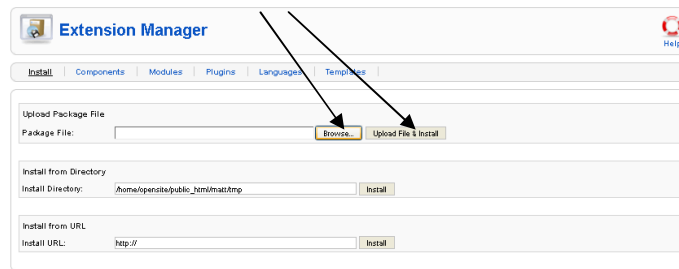 Extension Manager
Help
Install Components Modules Plugins Languages Templates
Upload Package File
Package File: Browse... Upload File & Install
Install from Directory
Install Directory: /home/opensite/public_html/matt/tmp Install
Install from URL
Install URL: http:// Install